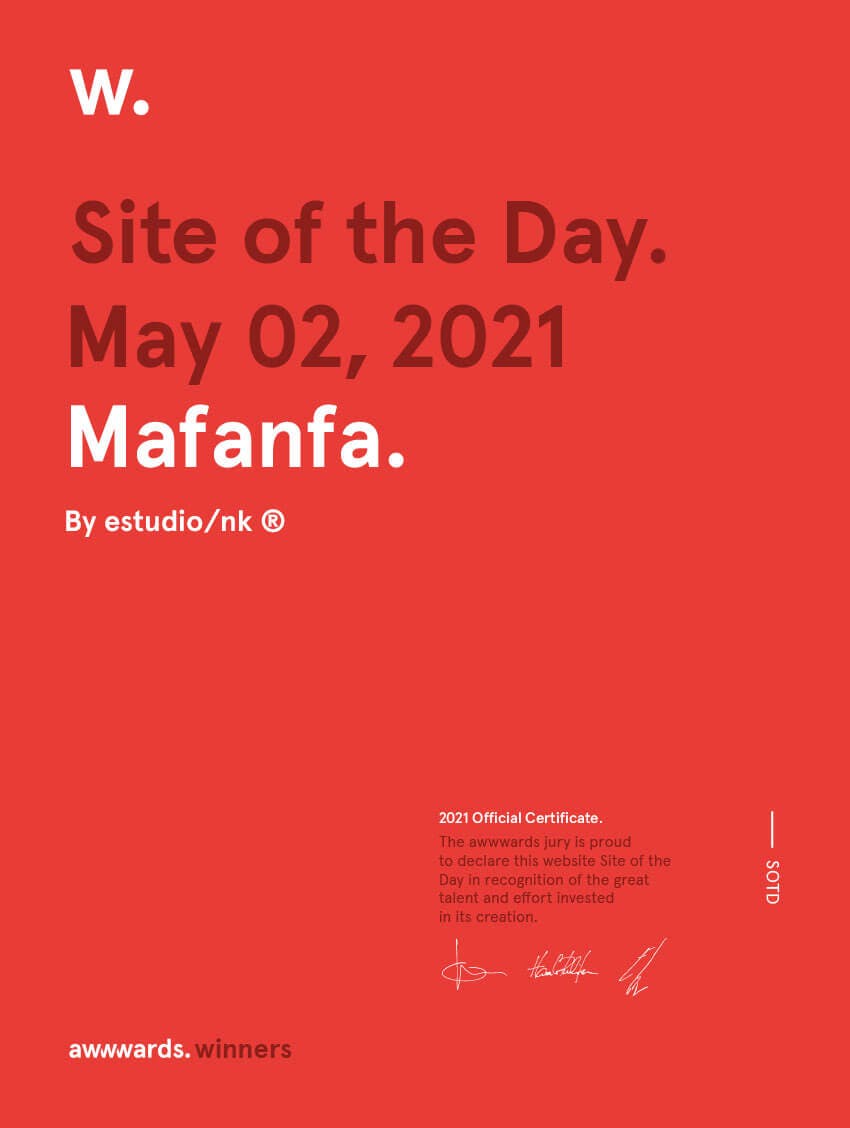 w.
Site of the Day.
May 02, 2021
Mafanfa.
By estudio/nk ®
2021 Official Certificate.
The awwwards jury is proud
to declare this website Site of the
Day in recognition of the great
talent and effort invested
in its creation.
SOTD
awwwards. winners